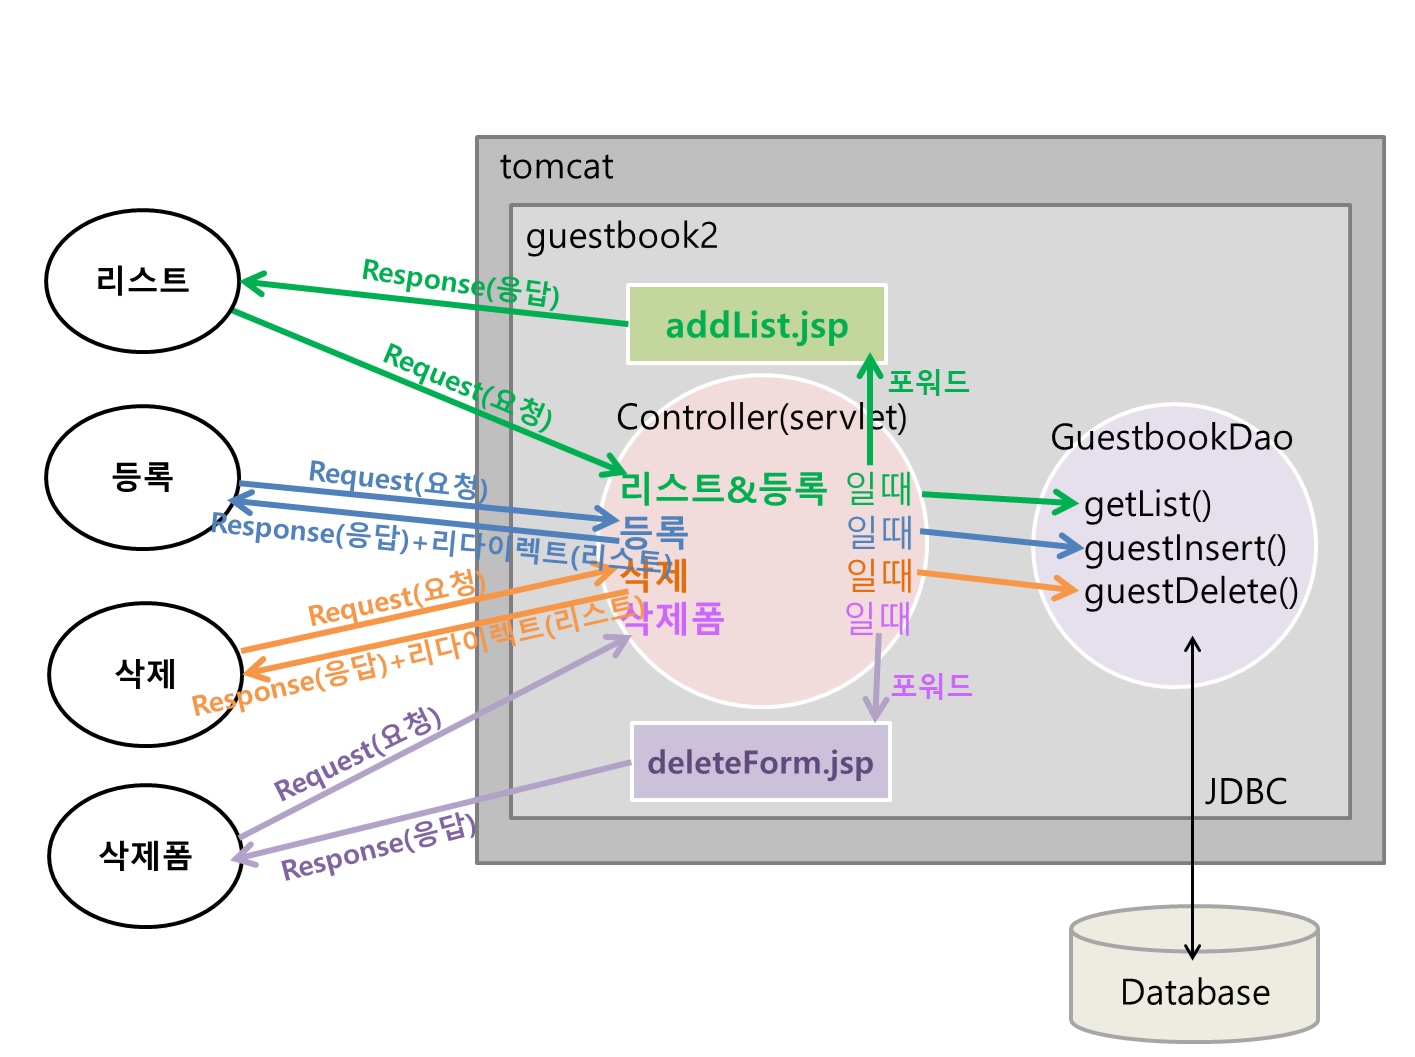 tomcat
guestbook2
리스트
Response(응답)
addList.jsp
Request(요청)
포워드
Controller(servlet)
GuestbookDao
등록
Request(요청)
리스트&등록 일때
getList()
Response(응답)+리다이렉트(리스트)
등록 일때
guestInsert()
Request(요청)
삭제 일때
guestDelete()
삭제
Response(응답)+리다이렉트(리스트)
삭제폼 일때
포워드
Request(요청)
deleteForm.jsp
JDBC
삭제폼
Response(응답)
Database